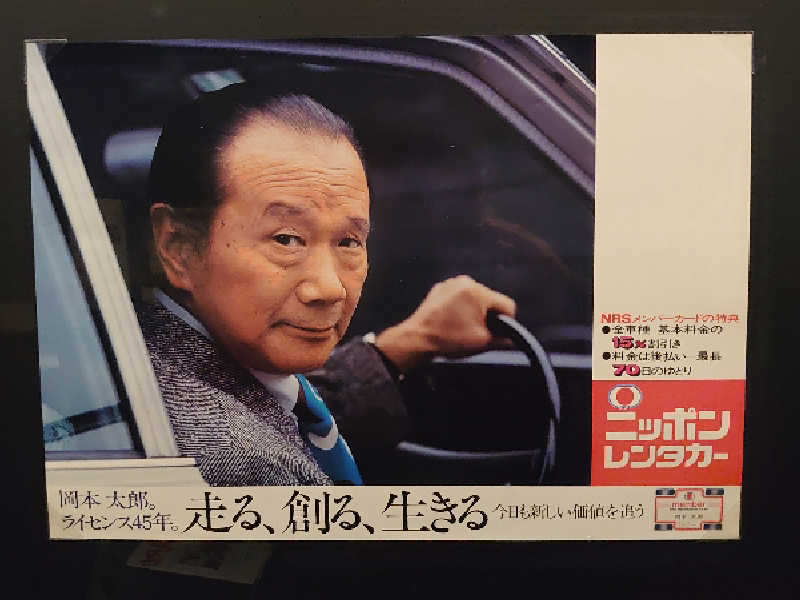 NRSメンバーカードの特典
●全車種 基本料金の
15%割引き
●料金は後払い―最長
70日のゆとり
ニッポン
レンタカー
岡本 太郎。
ライセンス45年。
走る、創る、生きる
今日も新しい価値を追う
member